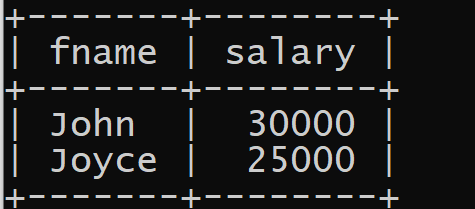 +-------+--------+
| fname | salary |
+-------+--------+
| John  |  30000 |
| Joyce |  25000 |
+-------+--------+